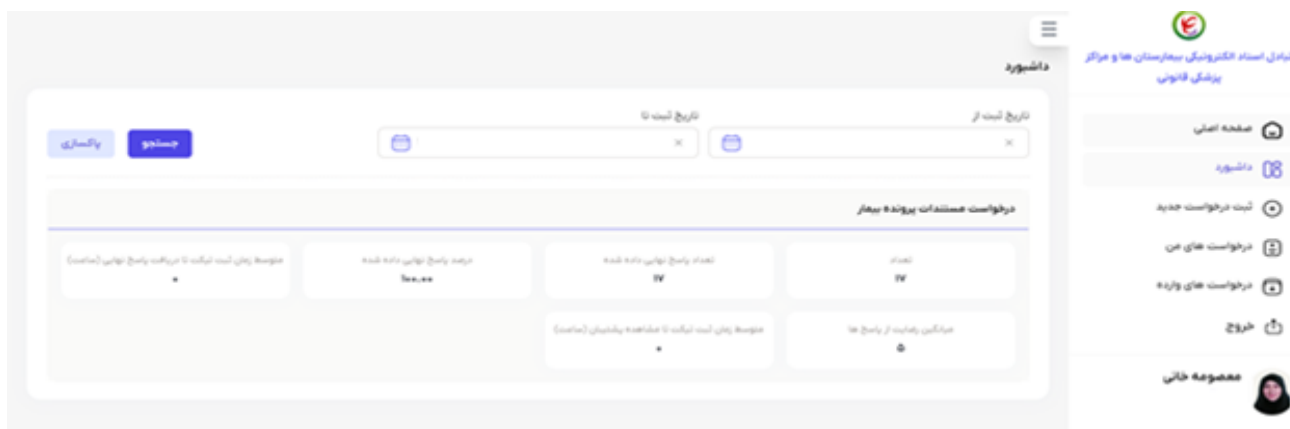 تبادل اسناد الکترونیکی بیمارستان ها و مراکز
پزشکی قانونی
صفحه اصلی
داشبورد
ثبت درخواست جدید
درخواست های من
درخواست های وارده
خروج
معصومه خانی
داشبورد
تاریخ ثبت از
تاریخ ثبت تا
جستجو
پاکسازی
درخواست مستندات پرونده بیمار
تعداد
۱۷
تعداد پاسخ نهایی داده شده
۱۷
درصد پاسخ نهایی داده شده
۱۰۰.۰۰
متوسط زمان ثبت تیکت تا دریافت پاسخ نهایی (ساعت)
۰
میانگین رضایت از پاسخ ها
۵
متوسط زمان ثبت تیکت تا مشاهده پشتیبان (ساعت)
۰